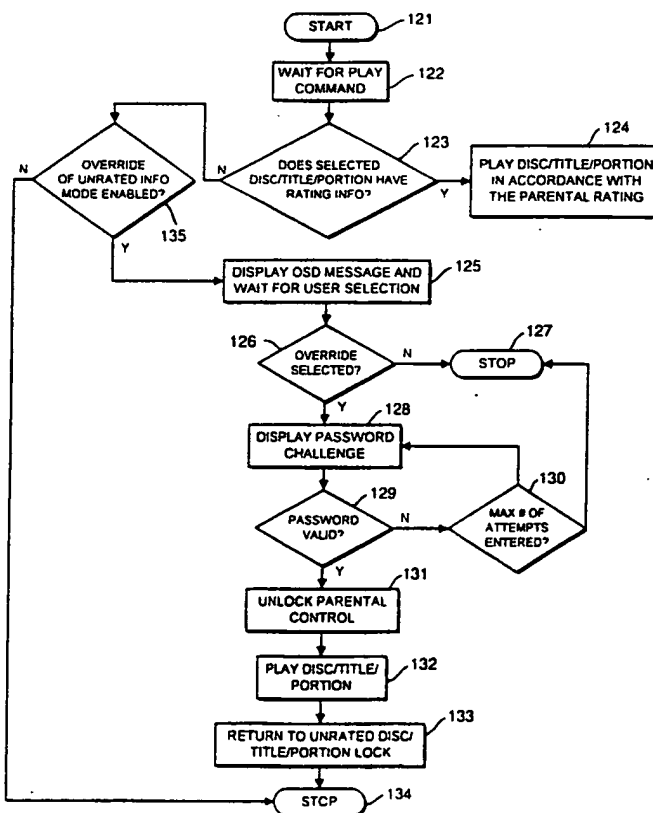 START
121
WAIT FOR PLAY
COMMAND
122
N
OVERRIDE
OF UNRATED INFO
MODE ENABLED?
135
Y
N
DOES SELECTED
DISC/TITLE/PORTION HAVE
RATING INFO?
123
Y
124
PLAY DISC/TITLE/PORTION
IN ACCORDANCE WITH
THE PARENTAL RATING
DISPLAY OSD MESSAGE AND
WAIT FOR USER SELECTION
125
126
OVERRIDE
SELECTED?
N
127
STOP
Y
128
DISPLAY PASSWORD
CHALLENGE
129
PASSWORD
VALID?
N
130
MAX # OF
ATTEMPTS
ENTERED?
Y
131
UNLOCK PARENTAL
CONTROL
PLAY DISC/TITLE/
PORTION
132
133
RETURN TO UNRATED DISC/
TITLE/PORTION LOCK
STCP
134